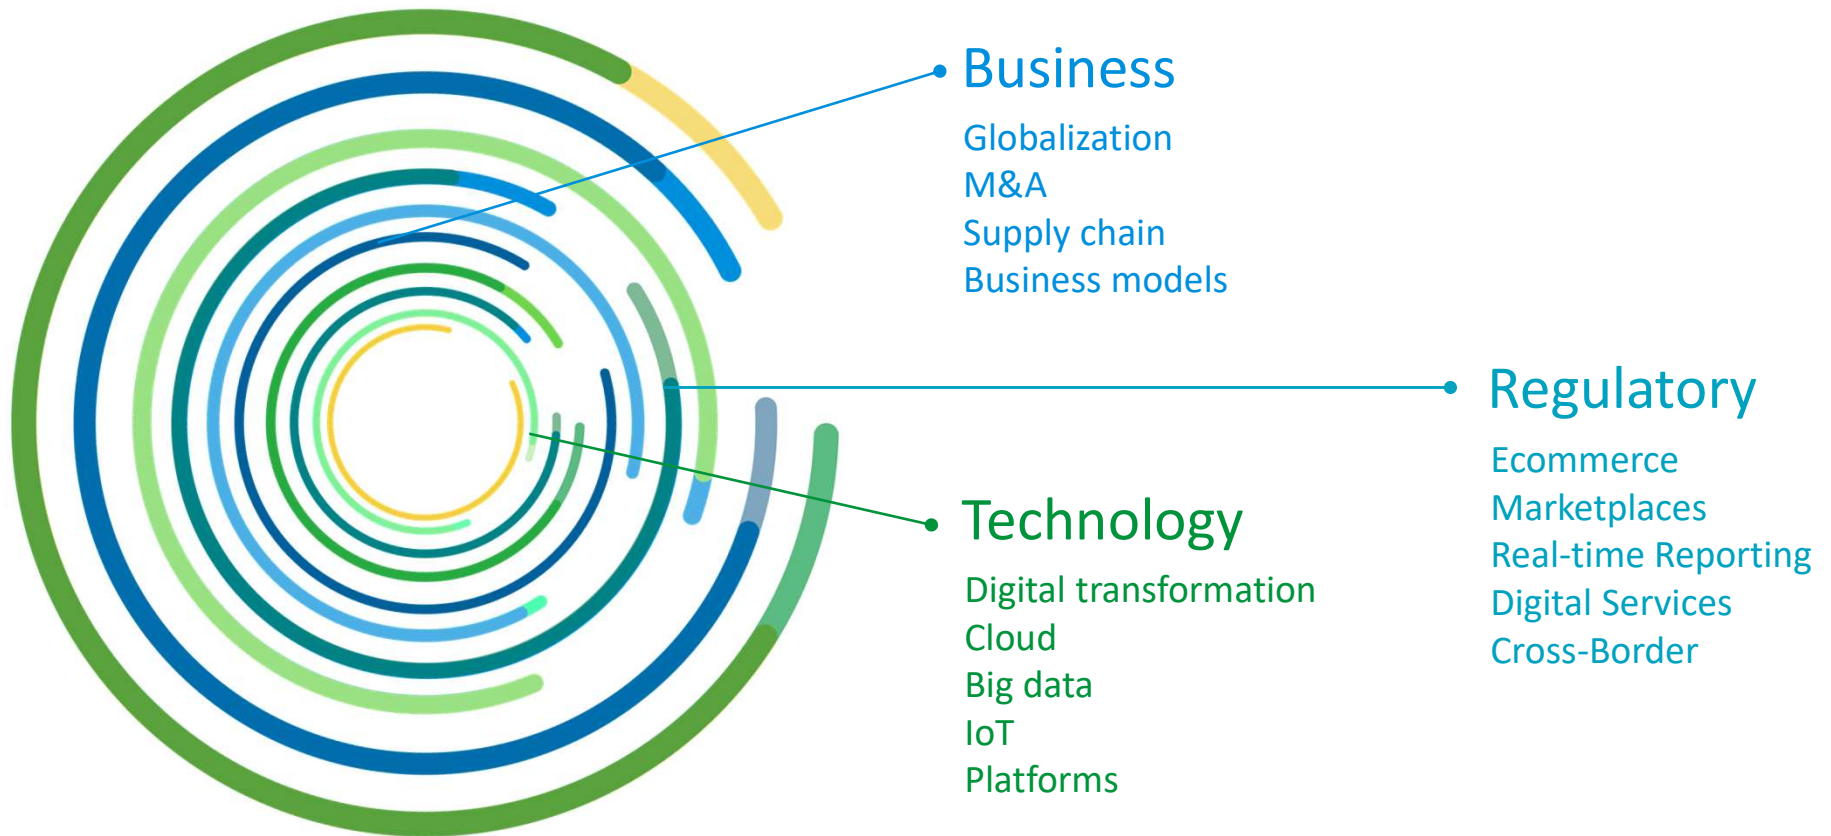 Business
Globalization
M&A
Supply chain
Business models
Regulatory
Ecommerce
Marketplaces
Real-time Reporting
Digital Services
Cross-Border
Technology
Digital transformation
Cloud
Big data
IoT
Platforms